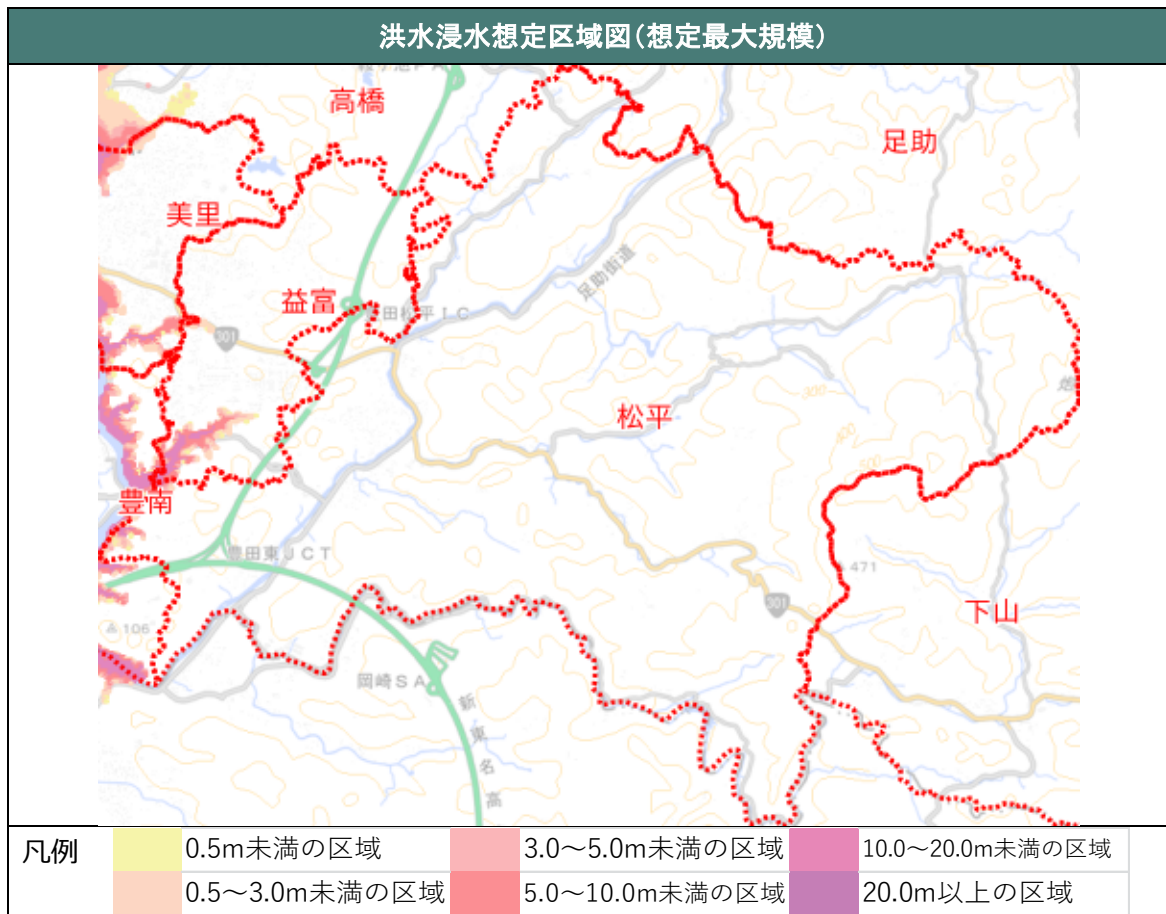 洪水浸水想定区域図(想定最大規模)
高橋
足助
美里
足助街道
益富
豊田松平IC
301
松平
豊南
豊田東JCT
471
301
下山
106
岡崎SA
新東名高
凡例
0.5m未満の区域
3.0～5.0m未満の区域
10.0～20.0m未満の区域
0.5～3.0m未満の区域
5.0～10.0m未満の区域
20.0m以上の区域